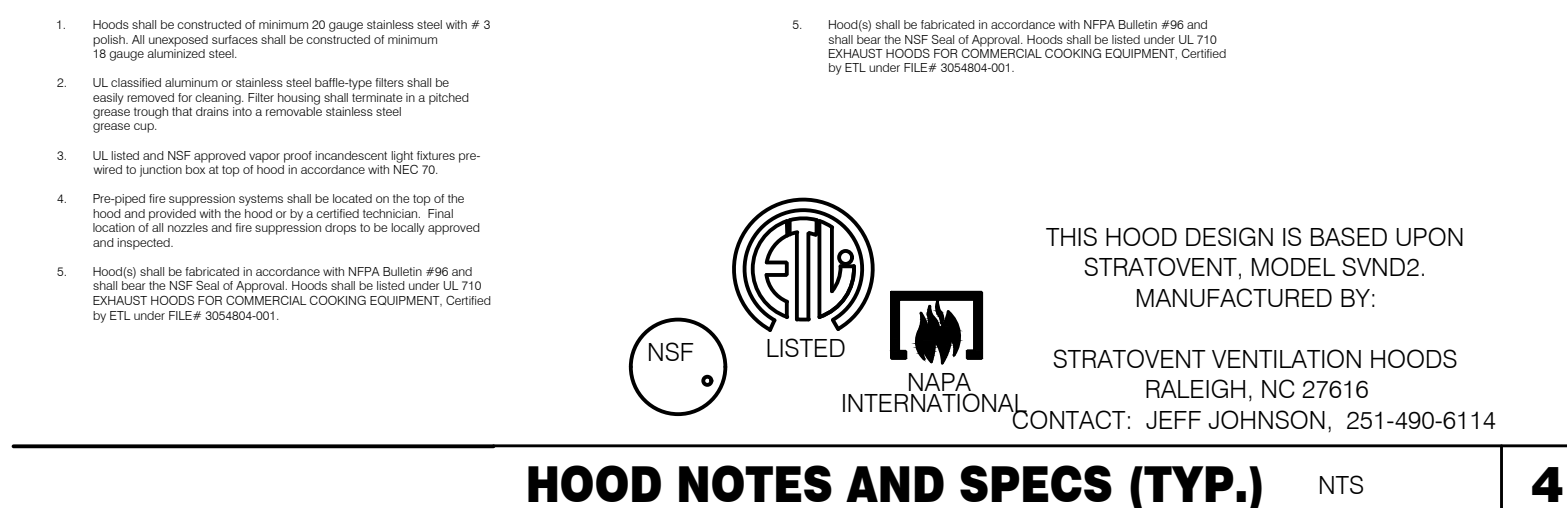 1. Hoods shall be constructed of minimum 20 gauge stainless steel with # 3
polish. All unexposed surfaces shall be constructed of minimum
18 gauge aluminized steel.
2. UL classified aluminum or stainless steel baffle-type filters shall be
easily removed for cleaning. Filter housing shall terminate in a pitched
grease trough that drains into a removable stainless steel
grease cup.
3. UL listed and NSF approved vapor proof incandescent light fixtures pre-
wired to junction box at top of hood in accordance with NEC 70.
4. Pre-piped fire suppression systems shall be located on the top of the
hood and provided with the hood or by a certified technician. Final
location of all nozzles and fire suppression drops to be locally approved
and inspected.
5. Hood(s) shall be fabricated in accordance with NFPA Bulletin #96 and
shall bear the NSF Seal of Approval. Hoods shall be listed under UL 710
EXHAUST HOODS FOR COMMERCIAL COOKING EQUIPMENT, Certified
by ETL under FILE# 3054804-001.
5. Hood(s) shall be fabricated in accordance with NFPA Bulletin #96 and
shall bear the NSF Seal of Approval. Hoods shall be listed under UL 710
EXHAUST HOODS FOR COMMERCIAL COOKING EQUIPMENT, Certified
by ETL under FILE# 3054804-001.
NSF
ETL
LISTED
NAPA
INTERNATIONAL
THIS HOOD DESIGN IS BASED UPON
STRATOVENT, MODEL SVND2.
MANUFACTURED BY:
STRATOVENT VENTILATION HOODS
RALEIGH, NC 27616
CONTACT: JEFF JOHNSON, 251-490-6114
HOOD NOTES AND SPECS (TYP.) NTS 4